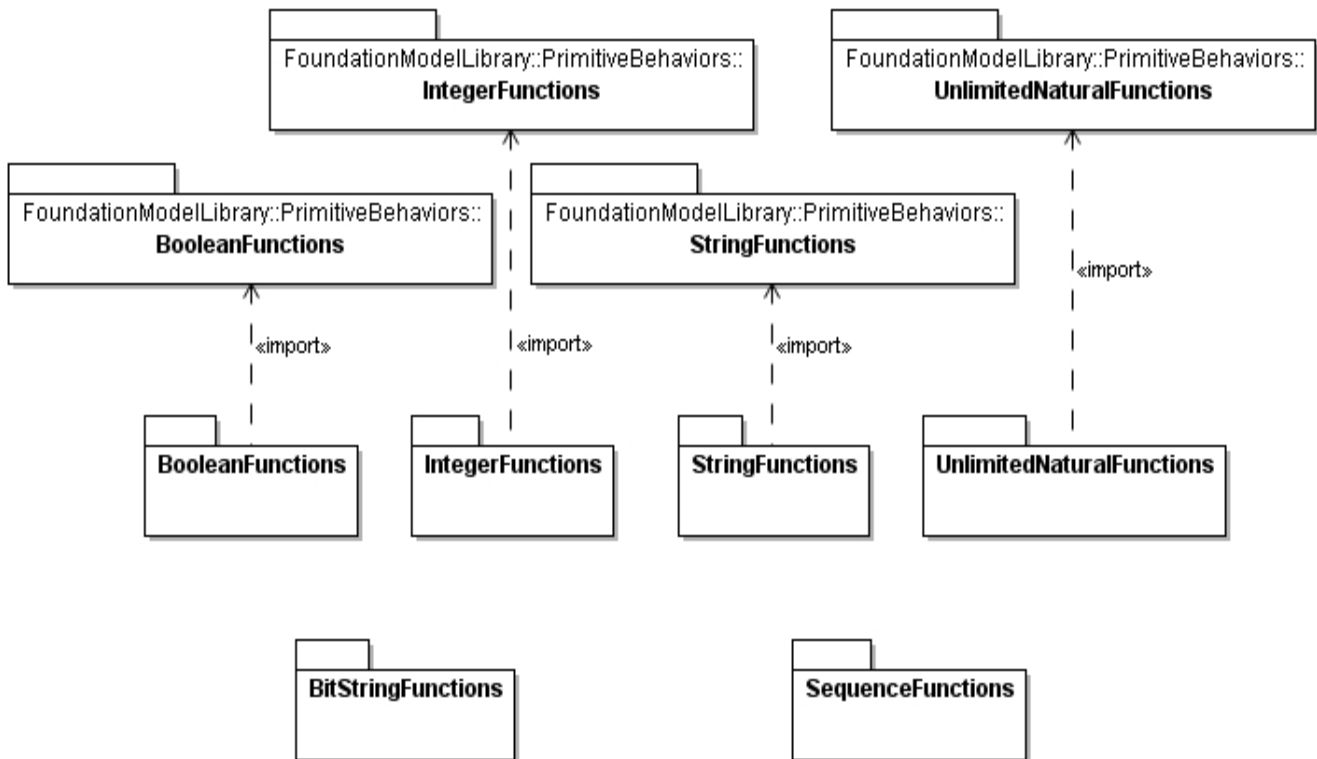 FoundationModelLibrary::PrimitiveBehaviors::
IntegerFunctions
FoundationModelLibrary::PrimitiveBehaviors::
UnlimitedNaturalFunctions
FoundationModelLibrary::PrimitiveBehaviors::
BooleanFunctions
FoundationModelLibrary::PrimitiveBehaviors::
StringFunctions
«import»
«import»
«import»
«import»
BooleanFunctions
IntegerFunctions
StringFunctions
UnlimitedNaturalFunctions
BitStringFunctions
SequenceFunctions